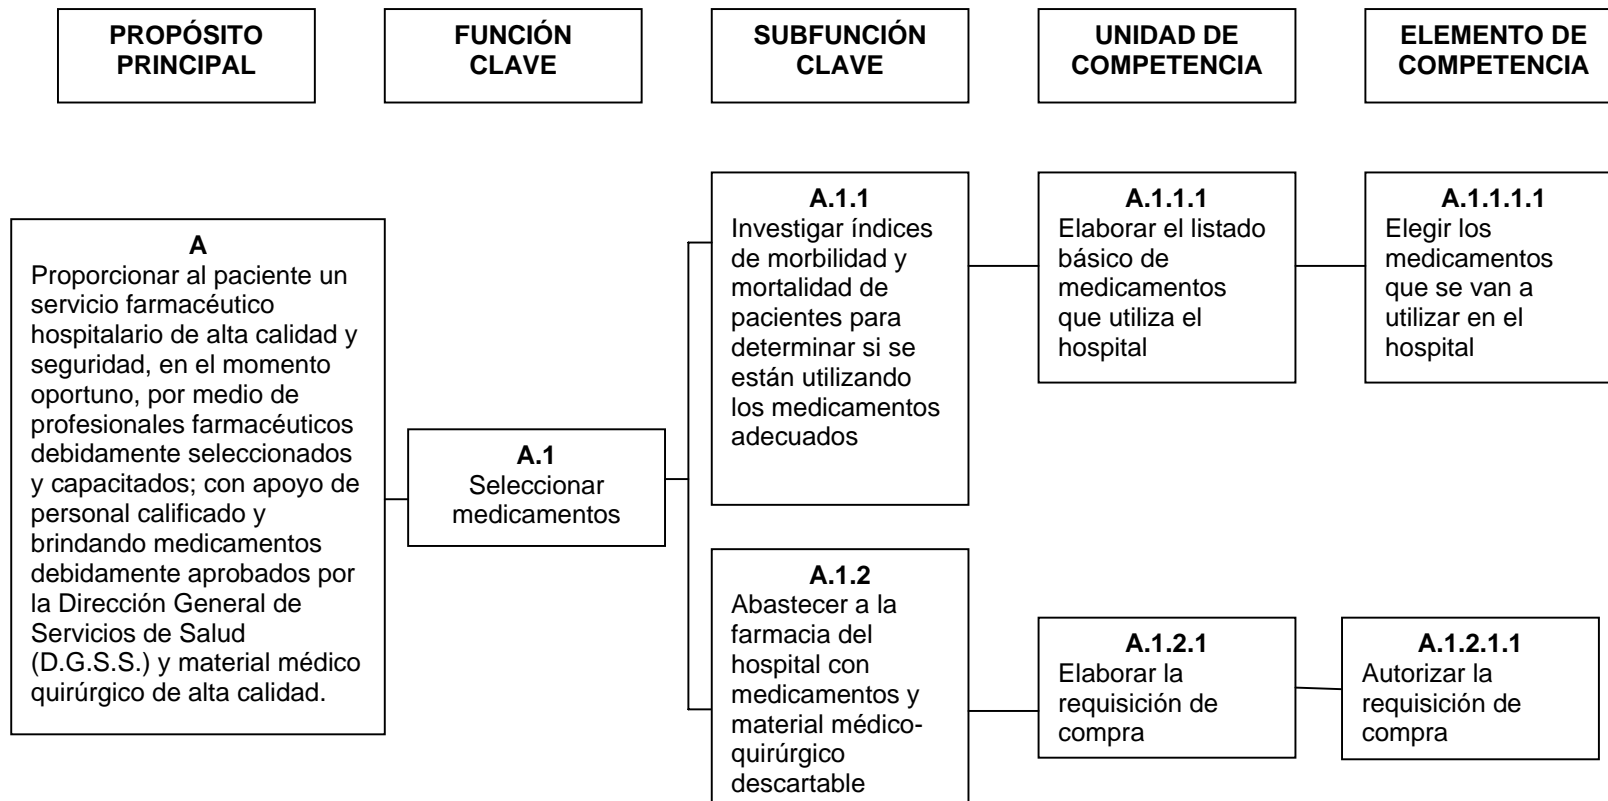 PROPÓSITO
PRINCIPAL
FUNCIÓN
CLAVE
SUBFUNCIÓN
CLAVE
UNIDAD DE
COMPETENCIA
ELEMENTO DE
COMPETENCIA
A
Proporcionar al paciente un
servicio farmacéutico
hospitalario de alta calidad y
seguridad, en el momento
oportuno, por medio de
profesionales farmacéuticos
debidamente seleccionados
y capacitados; con apoyo de
personal calificado y
brindando medicamentos
debidamente aprobados por
la Dirección General de
Servicios de Salud
(D.G.S.S.) y material médico
quirúrgico de alta calidad.
A.1
Seleccionar
medicamentos
A.1.1
Investigar índices
de morbilidad y
mortalidad de
pacientes para
determinar si se
están utilizando
los medicamentos
adecuados
A.1.1.1
Elaborar el listado
básico de
medicamentos
que utiliza el
hospital
A.1.1.1.1
Elegir los
medicamentos
que se van a
utilizar en el
hospital
A.1.2
Abastecer a la
farmacia del
hospital con
medicamentos y
material médico-
quirúrgico
descartable
A.1.2.1
Elaborar la
requisición de
compra
A.1.2.1.1
Autorizar la
requisición de
compra